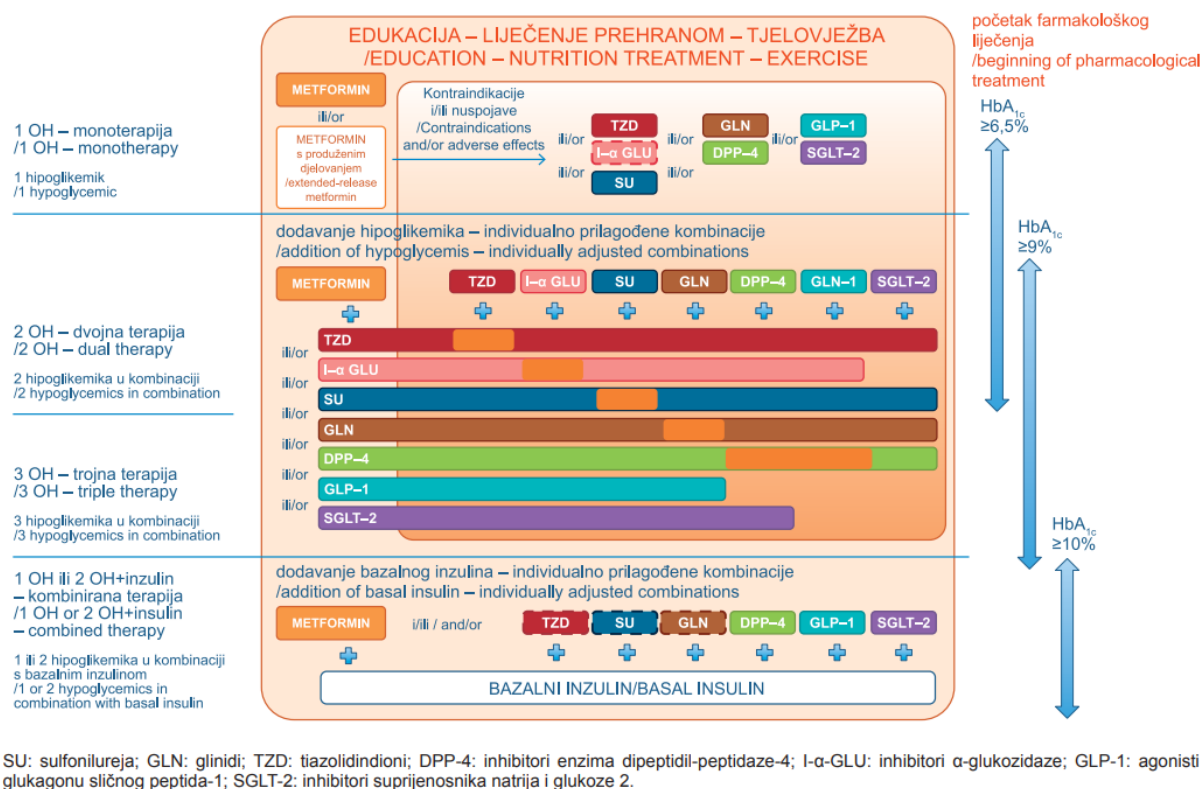 EDUKACIJA – LIJEČENJE PREHRANOM – TJELOVJEŽBA
/EDUCATION – NUTRITION TREATMENT – EXERCISE
početak farmakološkog
liječenja
/beginning of pharmacological
treatment
1 OH – monoterapija
/1 OH – monotherapy
1 hipoglikemik
/1 hypoglycemic
METFORMIN
ili/or
METFORMIN
s produženim
djelovanjem
/extended-release
metformin
Kontraindikacije
i/ili nuspojave
/Contraindications
and/or adverse effects
TZD
GLN
GLP–1
ili/or
ili/or
ili/or
I–α GLU
DPP–4
SGLT–2
ili/or
ili/or
SU
HbA1c
≥6,5%
dodavanje hipoglikemika – individualno prilagođene kombinacije
/addition of hypoglycemis – individually adjusted combinations
HbA1c
≥9%
METFORMIN
TZD
I–α GLU
SU
GLN
DPP–4
GLN–1
SGLT–2
2 OH – dvojna terapija
/2 OH – dual therapy
2 hipoglikemika u kombinaciji
/2 hypoglycemics in combination
TZD
ili/or
I–α GLU
ili/or
SU
ili/or
GLN
ili/or
DPP–4
ili/or
GLP–1
ili/or
SGLT–2
3 OH – trojna terapija
/3 OH – triple therapy
3 hipoglikemika u kombinaciji
/3 hypoglycemics in combination
HbA1c
≥10%
1 OH ili 2 OH+inzulin
– kombinirana terapija
/1 OH or 2 OH+insulin
– combined therapy
1 ili 2 hipoglikemika u kombinaciji
s bazalnim inzulinom
/1 or 2 hypoglycemics in
combination with basal insulin
dodavanje bazalnog inzulina – individualno prilagođene kombinacije
/addition of basal insulin – individually adjusted combinations
METFORMIN
i/ili / and/or
TZD
SU
GLN
DPP–4
GLP–1
SGLT–2
BAZALNI INZULIN/BASAL INSULIN
SU: sulfonilureja; GLN: glinidi; TZD: tiazolidindioni; DPP-4: inhibitori enzima dipeptidil-peptidaze-4; I-α-GLU: inhibitori α-glukozidaze; GLP-1: agonisti
glukagonu sličnog peptida-1; SGLT-2: inhibitori suprijenosnika natrija i glukoze 2.